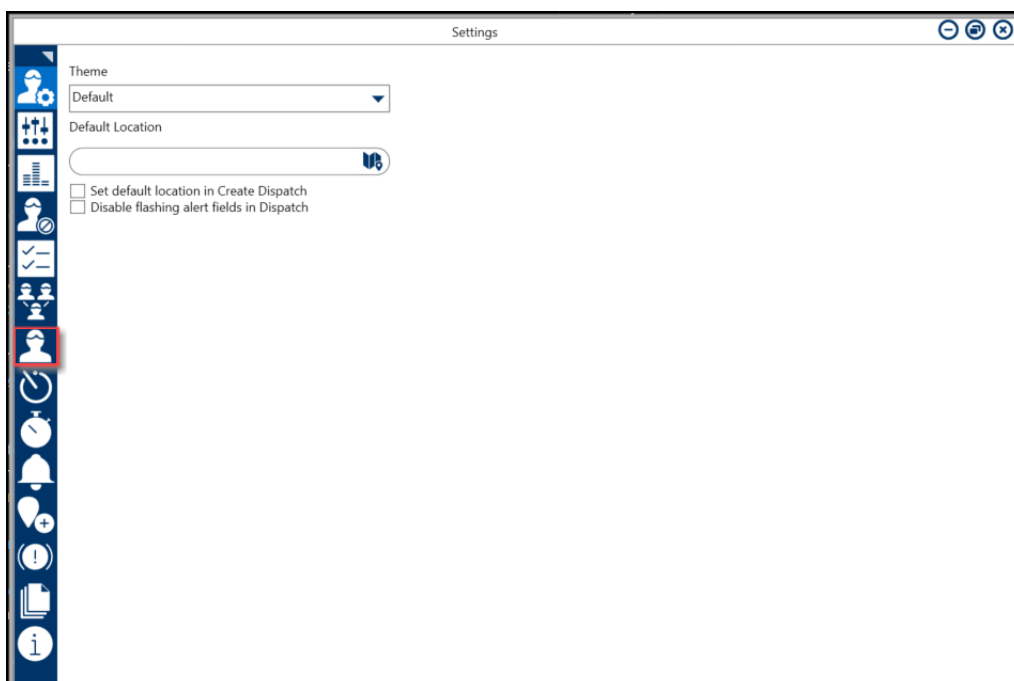 Settings
Theme
Default
Default Location
Set default location in Create Dispatch
Disable flashing alert fields in Dispatch